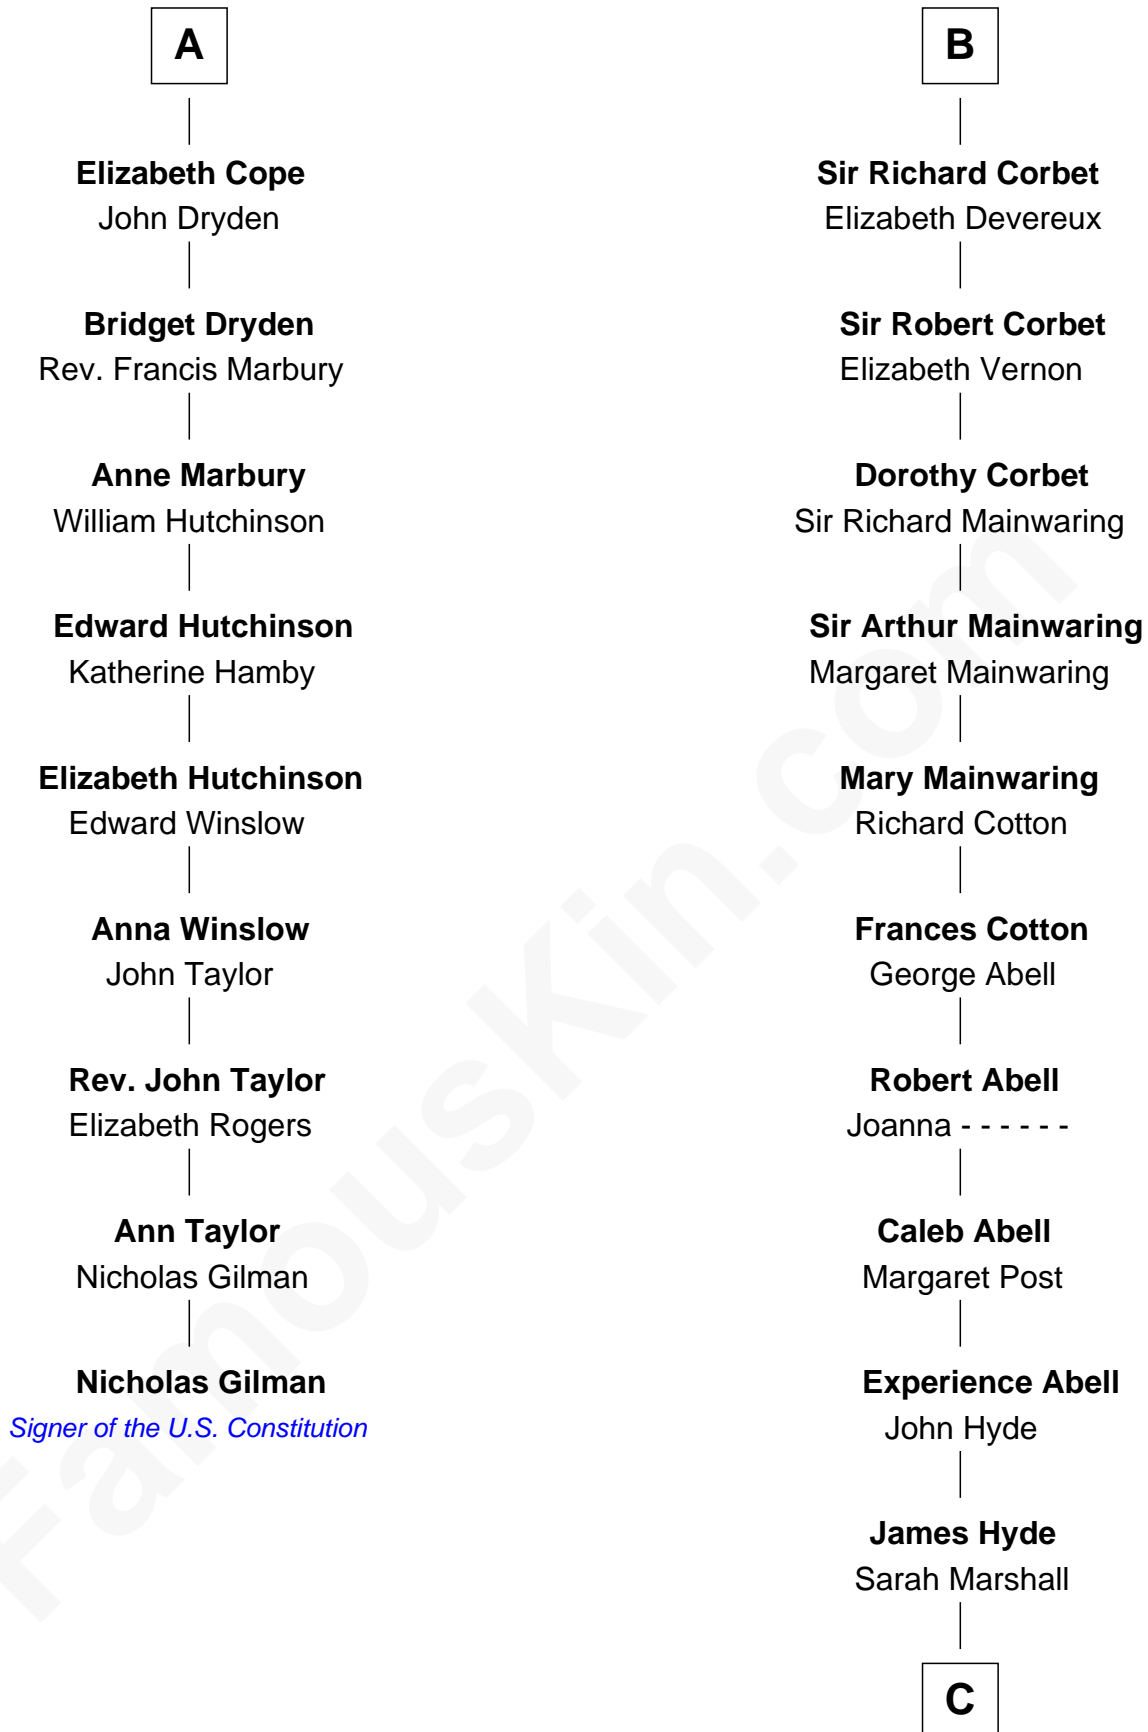 A
Elizabeth Cope
John Dryden
Bridget Dryden
Rev. Francis Marbury
Anne Marbury
William Hutchinson
Edward Hutchinson
Katherine Hamby
Elizabeth Hutchinson
Edward Winslow
Anna Winslow
John Taylor
Rev. John Taylor
Elizabeth Rogers
Ann Taylor
Nicholas Gilman
Nicholas Gilman
Signer of the U.S. Constitution
B
Sir Richard Corbet
Elizabeth Devereux
Sir Robert Corbet
Elizabeth Vernon
Dorothy Corbet
Sir Richard Mainwaring
Sir Arthur Mainwaring
Margaret Mainwaring
Mary Mainwaring
Richard Cotton
Frances Cotton
George Abell
Robert Abell
Joanna - - - - - -
Caleb Abell
Margaret Post
Experience Abell
John Hyde
James Hyde
Sarah Marshall
C
FamousKin.com